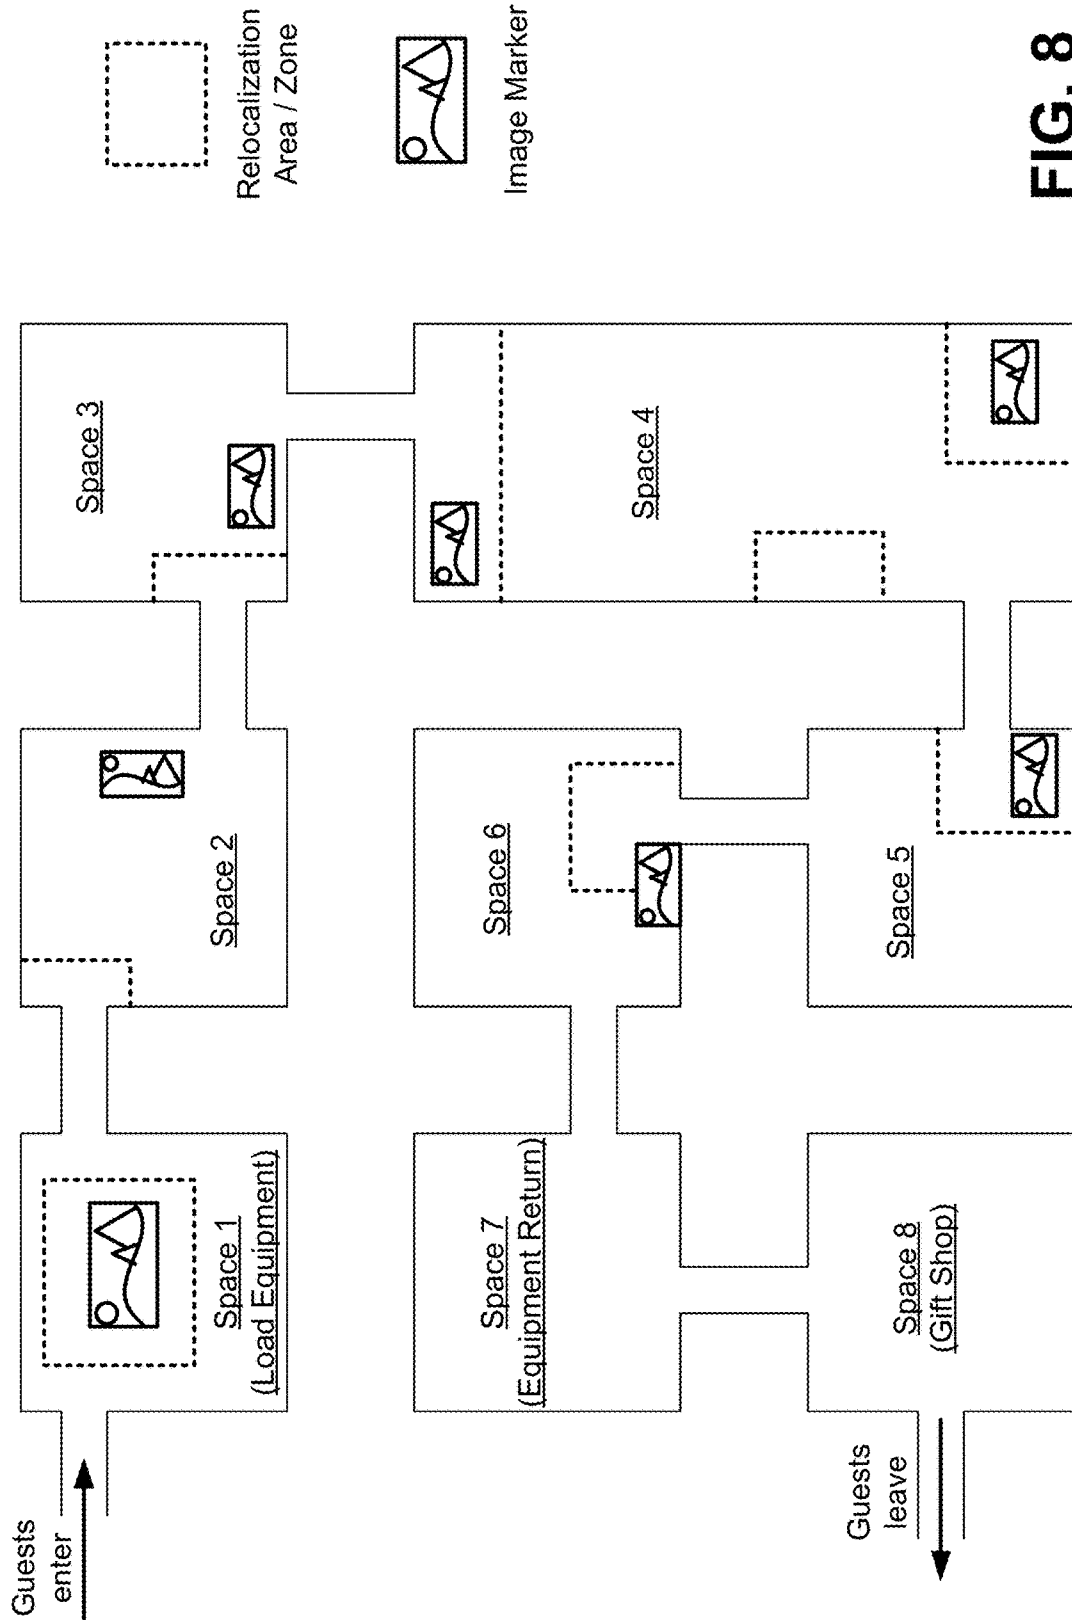 Guests
enter
Space 1
(Load Equipment)
Space 2
Space 3
Space 4
Space 5
Space 6
Space 7
(Equipment Return)
Space 8
(Gift Shop)
Guests
leave
Relocalization
Area / Zone
Image Marker
FIG. 8